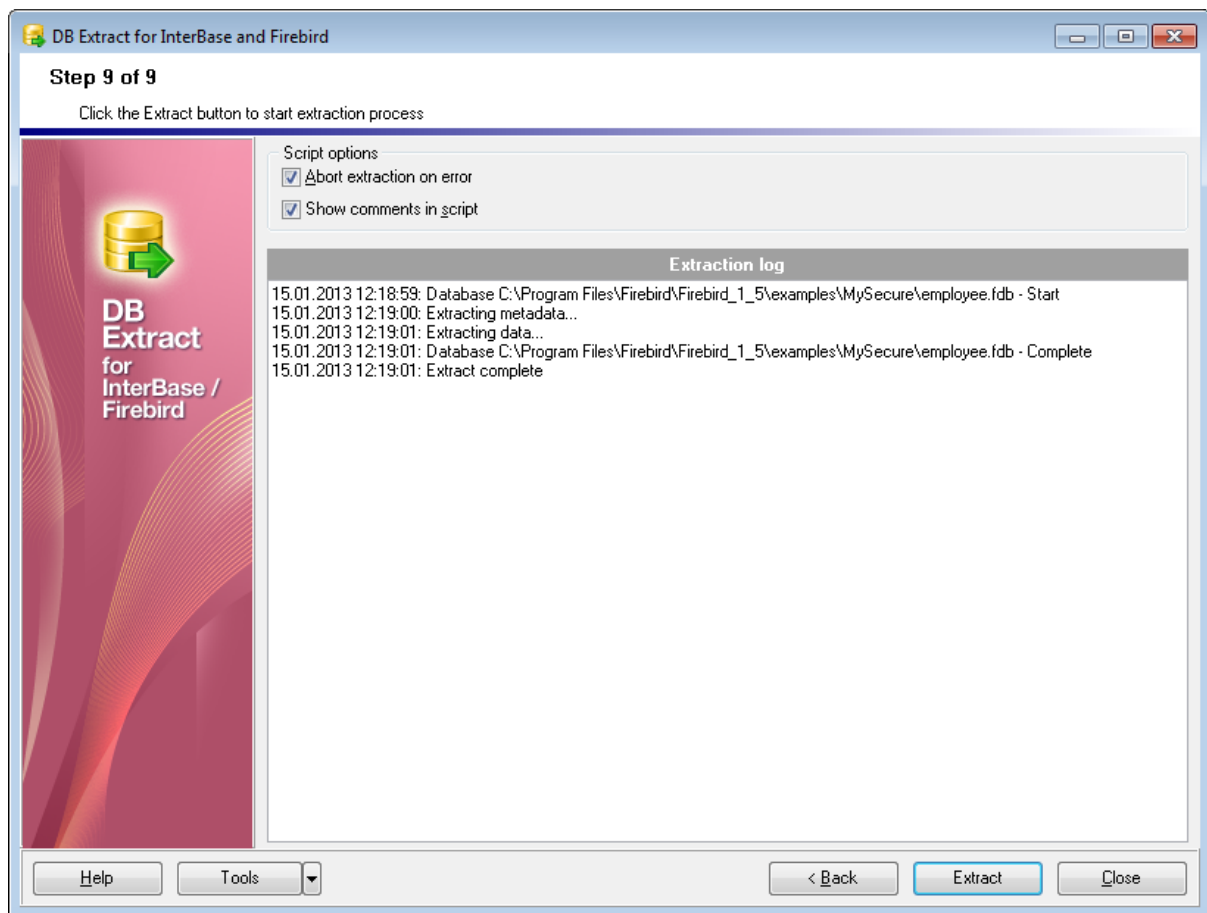 DB Extract for InterBase and Firebird
Step 9 of 9
Click the Extract button to start extraction process
DB
Extract
for
InterBase /
Firebird
Script options
Abort extraction on error
Show comments in script
Extraction log
15.01.2013 12:18:59: Database C:\Program Files\Firebird\Firebird_1_5\examples\MySecure\employee.fdb - Start
15.01.2013 12:19:00: Extracting metadata...
15.01.2013 12:19:01: Extracting data...
15.01.2013 12:19:01: Database C:\Program Files\Firebird\Firebird_1_5\examples\MySecure\employee.fdb - Complete
15.01.2013 12:19:01: Extract complete
Help
Tools
< Back
Extract
Close